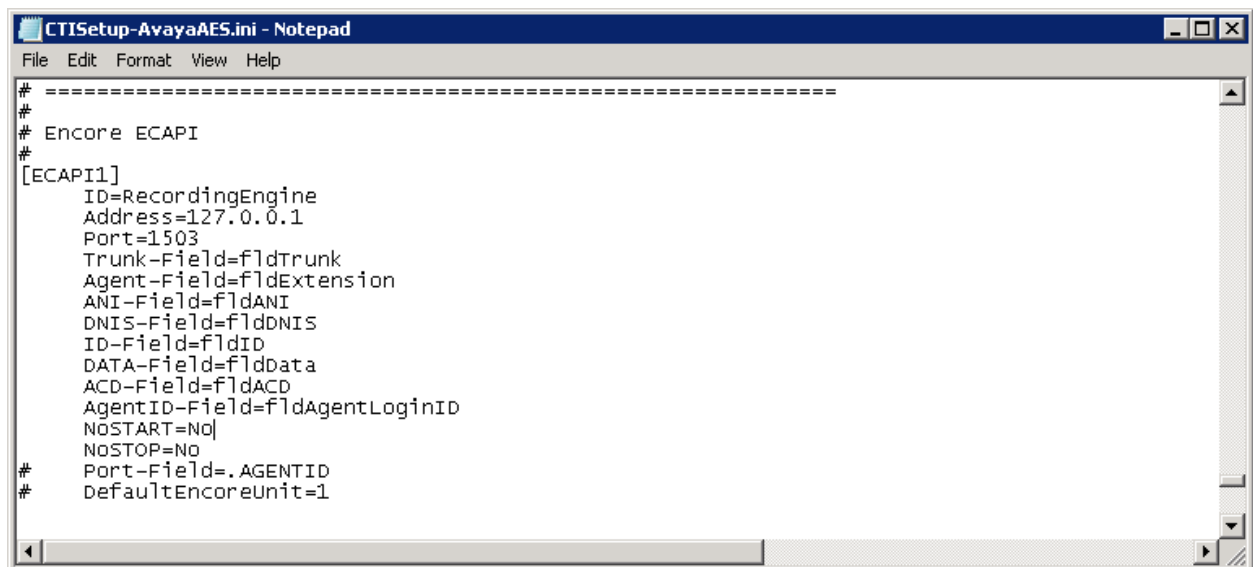 CTISetup-AvayaAES.ini - Notepad
File Edit Format View Help
# =============================================================
#
# Encore ECAPI
#
[ECAPI1]
ID=RecordingEngine
Address=127.0.0.1
Port=1503
Trunk-Field=fldTrunk
Agent-Field=fldExtension
ANI-Field=fldANI
DNIS-Field=fldDNIS
ID-Field=fldID
DATA-Field=fldData
ACD-Field=fldACD
AgentID-Field=fldAgentLoginID
NoSTART=No
NoSTOP=No
# Port-Field=.AGENTID
# DefaultEncoreUnit=1